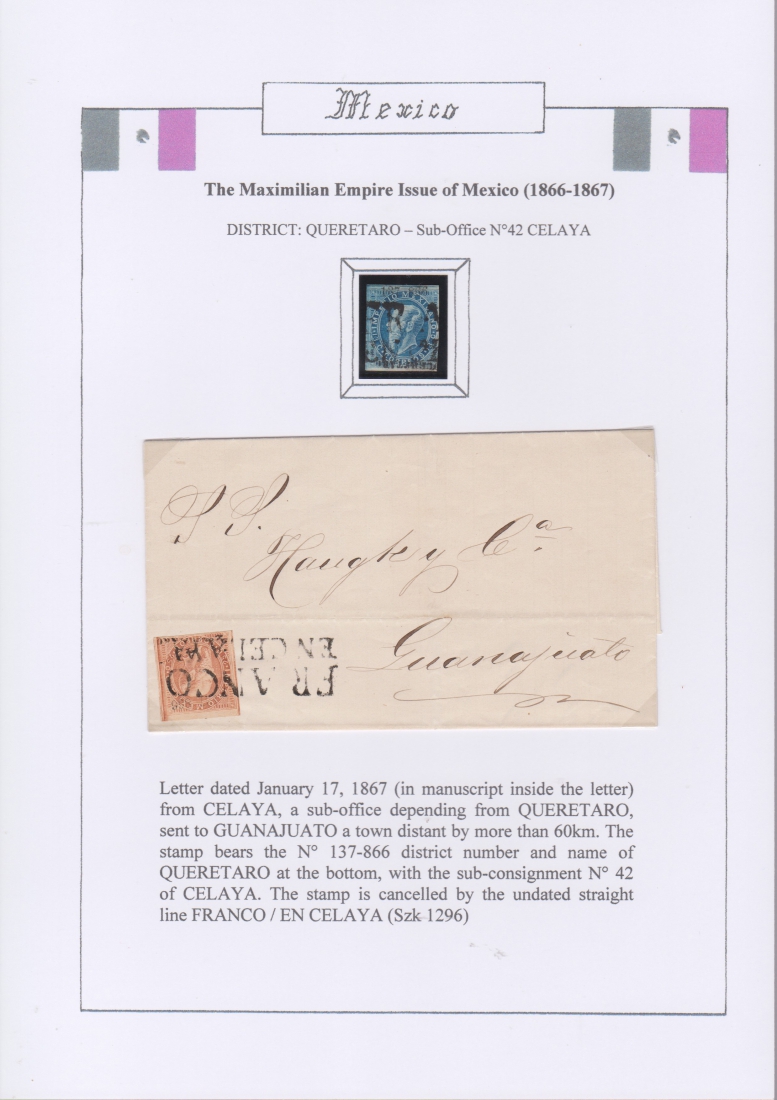 Mexico
The Maximilian Empire Issue of Mexico (1866-1867)
DISTRICT: QUERETARO – Sub-Office N°42 CELAYA
S. S.
Haugk y Cª.
Guanajuato
FRANCO
EN CELAYA
Letter dated January 17, 1867 (in manuscript inside the letter)
from CELAYA, a sub-office depending from QUERETARO,
sent to GUANAJUATO a town distant by more than 60km. The
stamp bears the N° 137-866 district number and name of
QUERETARO at the bottom, with the sub-consignment N° 42
of CELAYA. The stamp is cancelled by the undated straight
line FRANCO / EN CELAYA (Szk 1296)